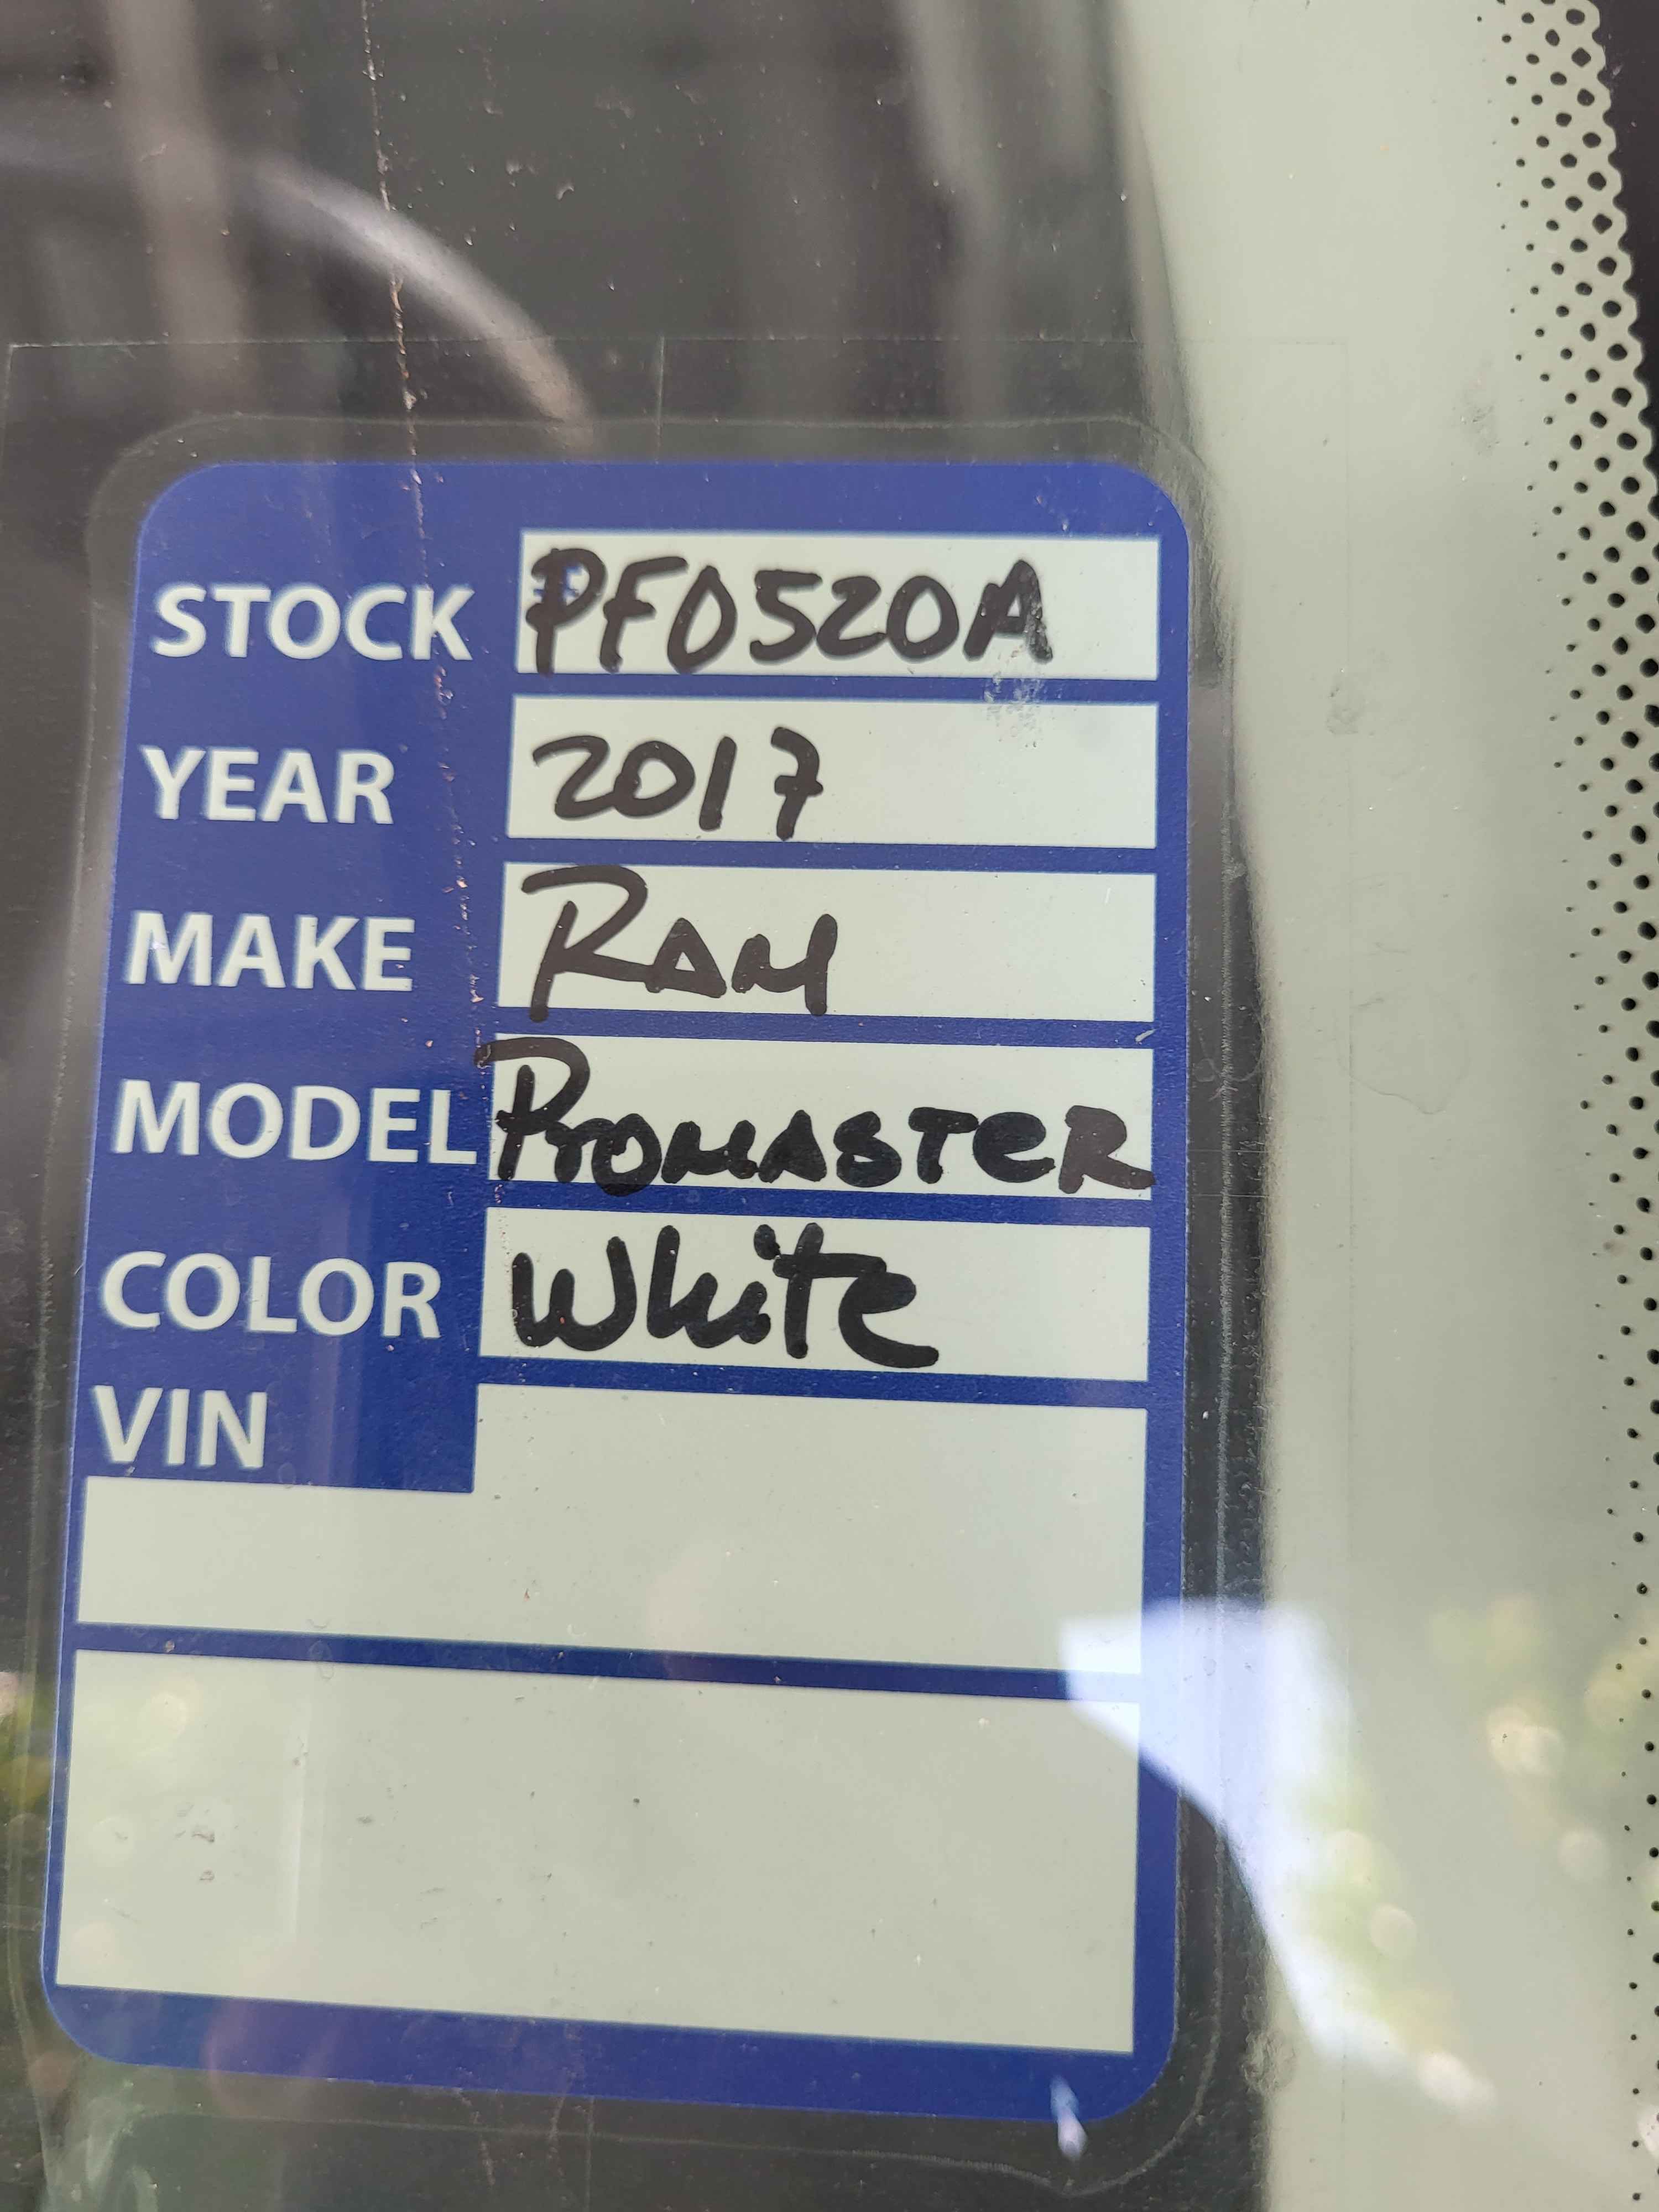 STOCK PF0520A
YEAR 2017
MAKE RAM
MODEL PROMASTER
COLOR White
VIN